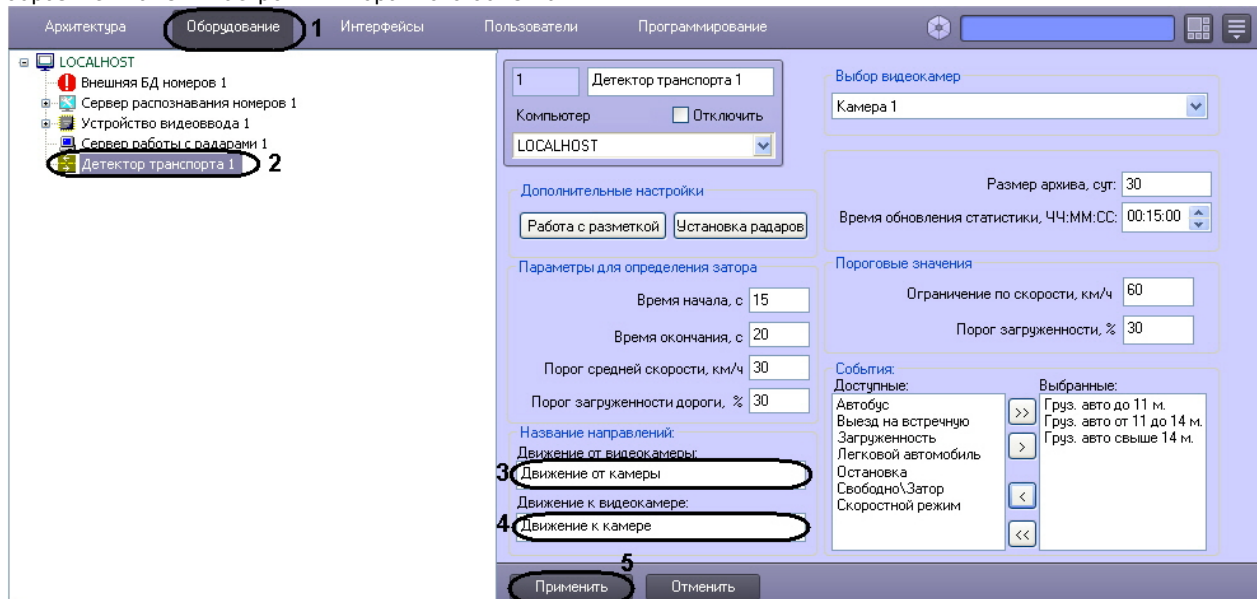 Архитектура Оборудование 1 Интерфейсы Пользователи Программирование
LOCALHOST
Внешняя БД номеров 1
Сервер распознавания номеров 1
Устройство видеоввода 1
Сервер работы с радарами 1
Детектор транспорта 1 2
1 Детектор транспорта 1
Компьютер Отключить
LOCALHOST
Дополнительные настройки
Работа с разметкой Установка радаров
Параметры для определения затора
Время начала, с 15
Время окончания, с 20
Порог средней скорости, км/ч 30
Порог загруженности дороги, % 30
Название направлений:
Движение от видеокамеры:
3 Движение от камеры
Движение к видеокамере:
4 Движение к камере
Выбор видеокамер
Камера 1
Размер архива, сут: 30
Время обновления статистики, ЧЧ:ММ:СС: 00:15:00
Пороговые значения
Ограничение по скорости, км/ч 60
Порог загруженности, % 30
События:
Доступные:
Автобус
Выезд на встречную
Загруженность
Легковой автомобиль
Остановка
Свободно\Затор
Скоростной режим
>>
>
<
<<
Выбранные:
Груз. авто до 11 м.
Груз. авто от 11 до 14 м.
Груз. авто свыше 14 м.
5
Применить Отменить